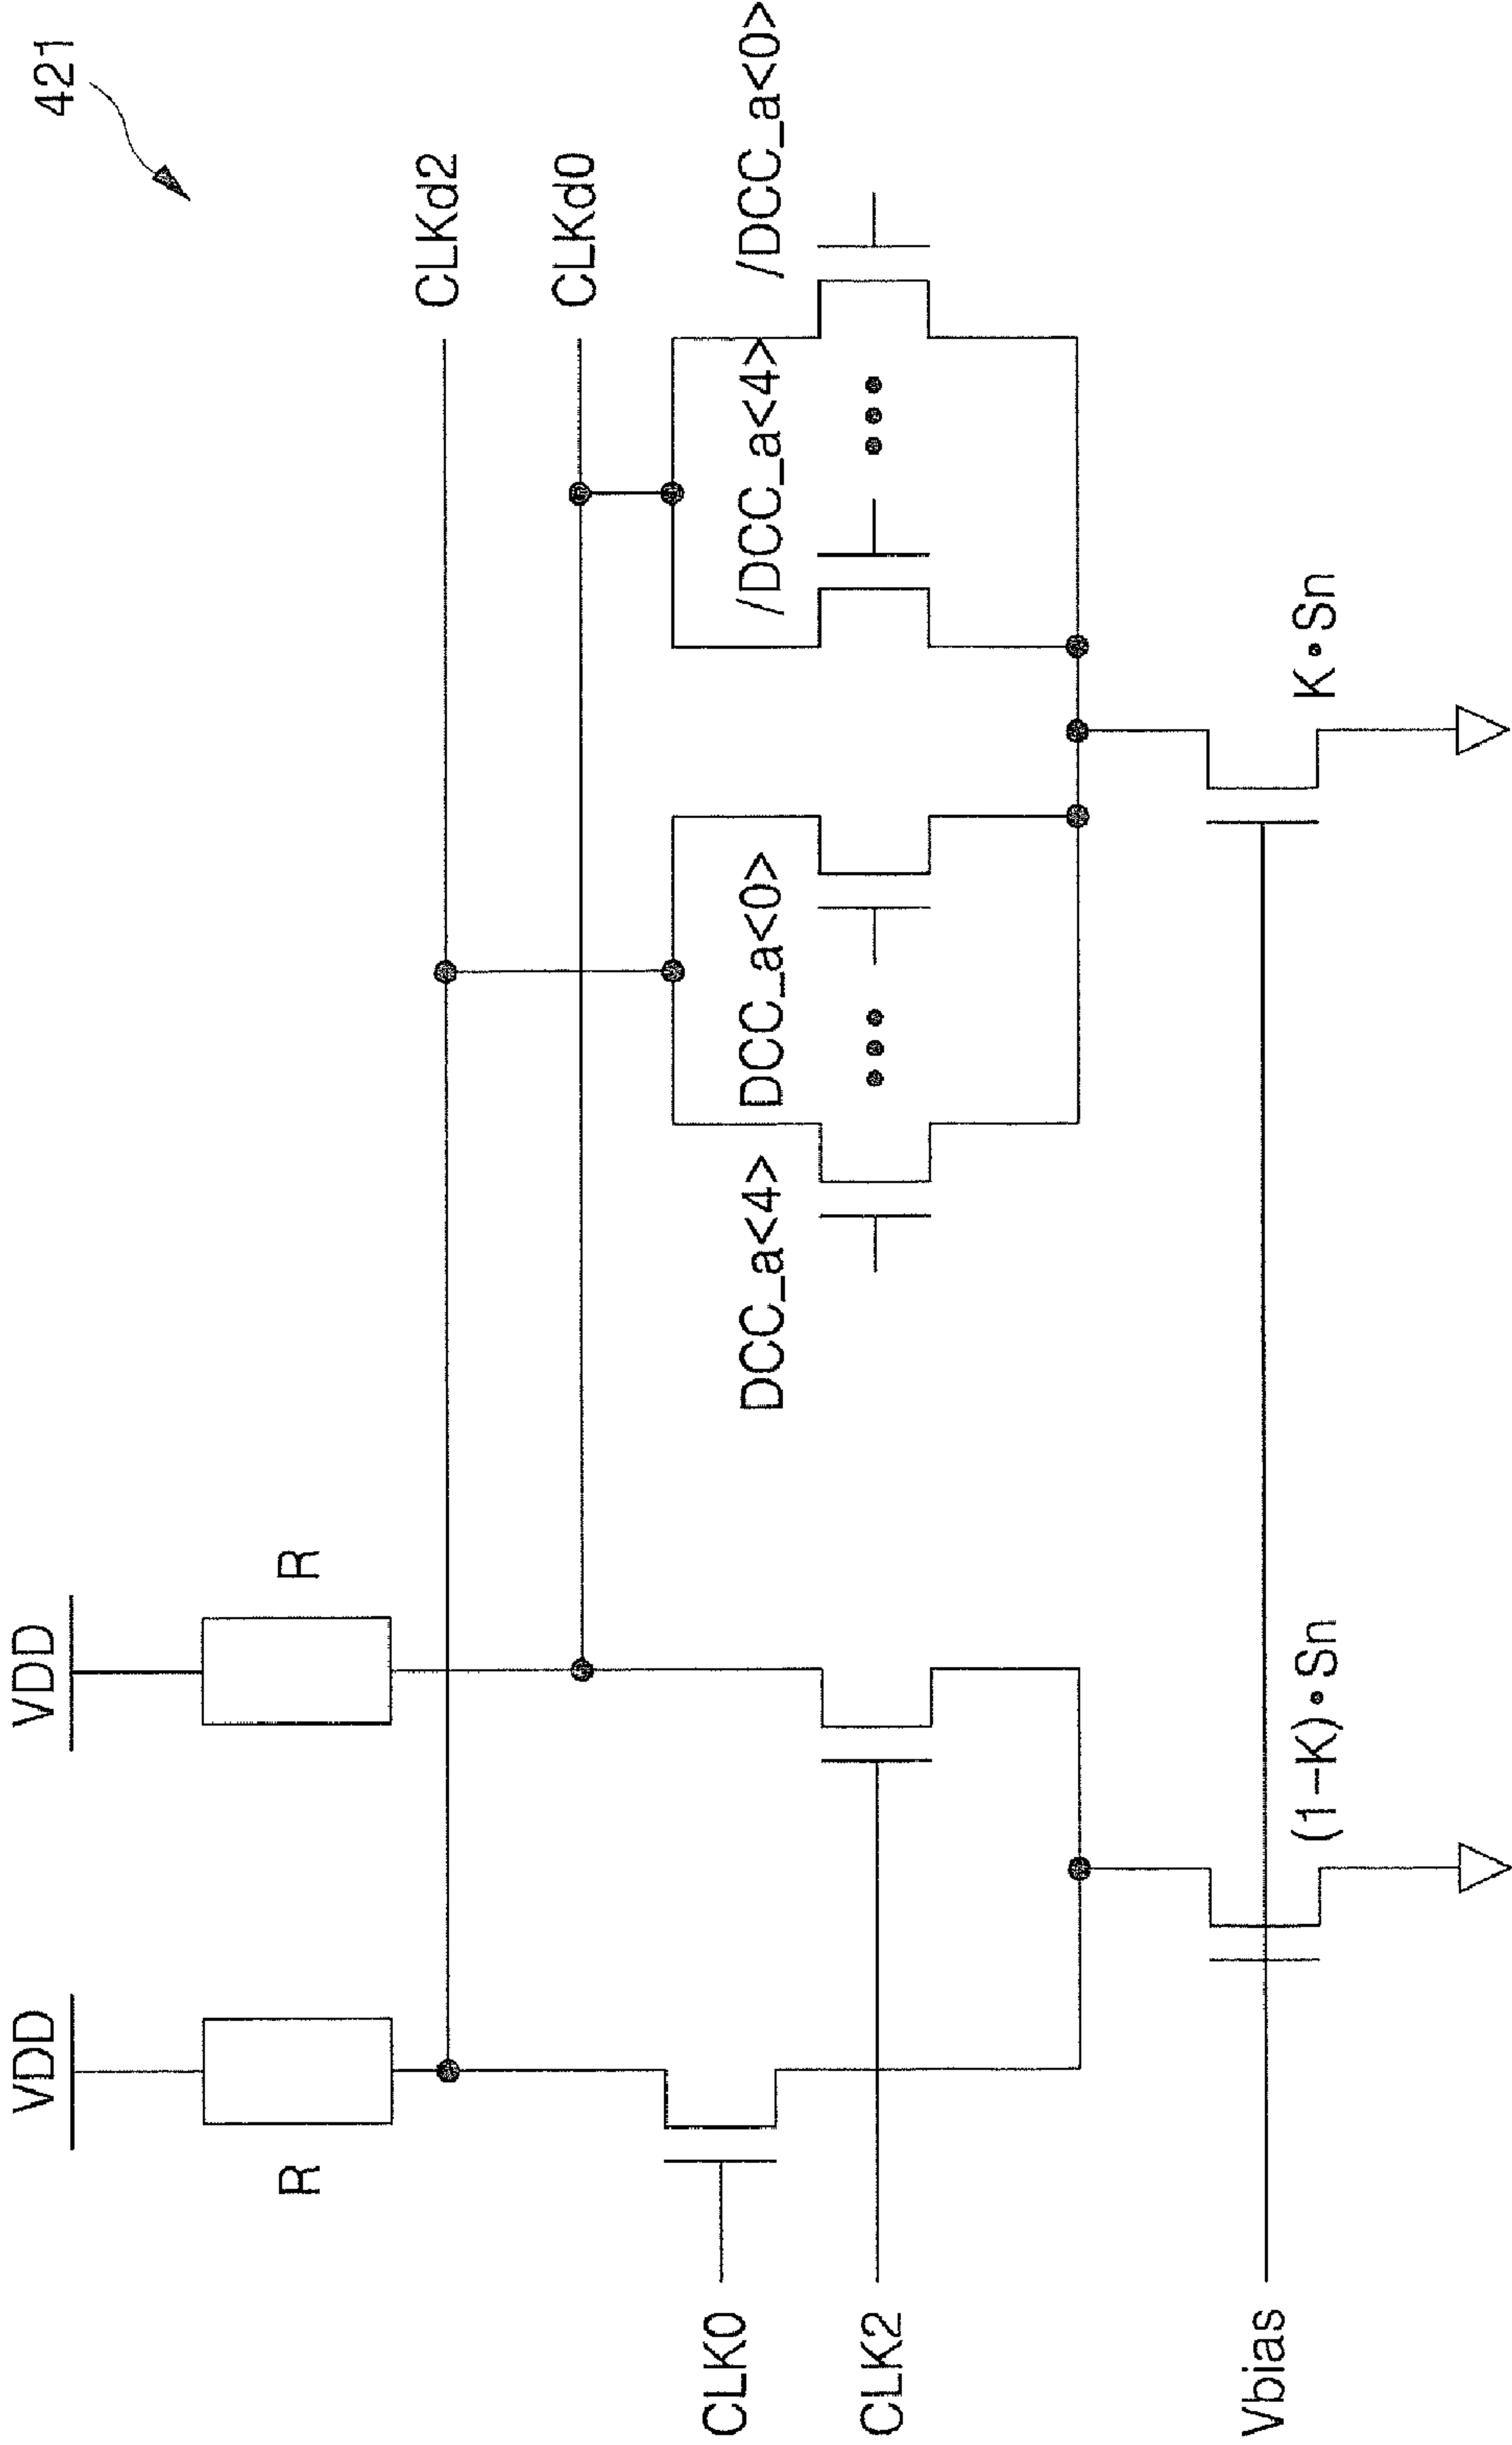 421
VDD
VDD
R
R
CLKd2
CLKd0
CLK0
CLK2
DCC_a<4>
DCC_a<0>
/DCC_a<4>
/DCC_a<0>
Vbias
(1-K)•Sn
K•Sn